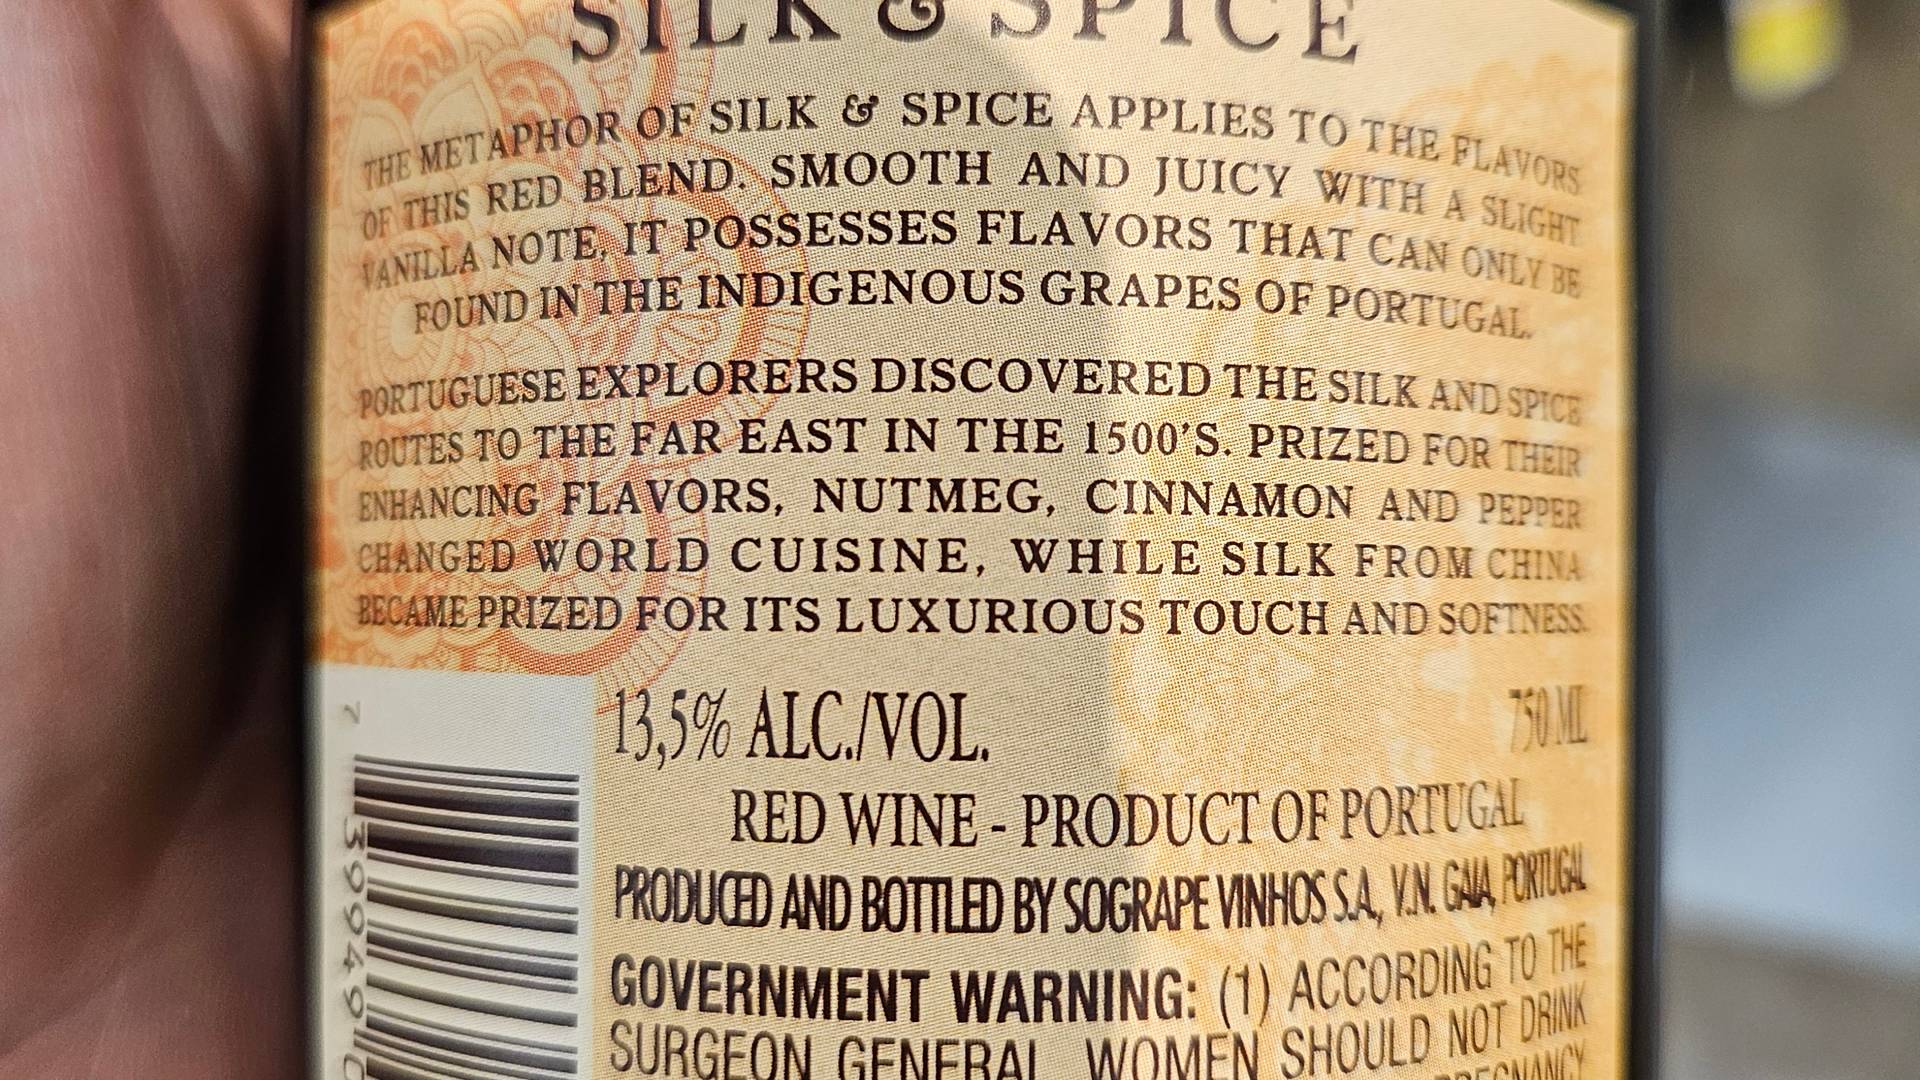 SILK & SPICE
THE METAPHOR OF SILK & SPICE APPLIES TO THE FLAVORS
OF THIS RED BLEND. SMOOTH AND JUICY WITH A SLIGHT
VANILLA NOTE, IT POSSESSES FLAVORS THAT CAN ONLY BE
FOUND IN THE INDIGENOUS GRAPES OF PORTUGAL.
PORTUGUESE EXPLORERS DISCOVERED THE SILK AND SPICE
ROUTES TO THE FAR EAST IN THE 1500'S. PRIZED FOR THEIR
ENHANCING FLAVORS, NUTMEG, CINNAMON AND PEPPER
CHANGED WORLD CUISINE, WHILE SILK FROM CHINA
BECAME PRIZED FOR ITS LUXURIOUS TOUCH AND SOFTNESS.
13,5% ALC./VOL. 750 ML
RED WINE - PRODUCT OF PORTUGAL
PRODUCED AND BOTTLED BY SOGRAPE VINHOS S.A., V.N. GAIA, PORTUGAL
GOVERNMENT WARNING: (1) ACCORDING TO THE
SURGEON GENERAL WOMEN SHOULD NOT DRINK
PREGNANCY
7 39949